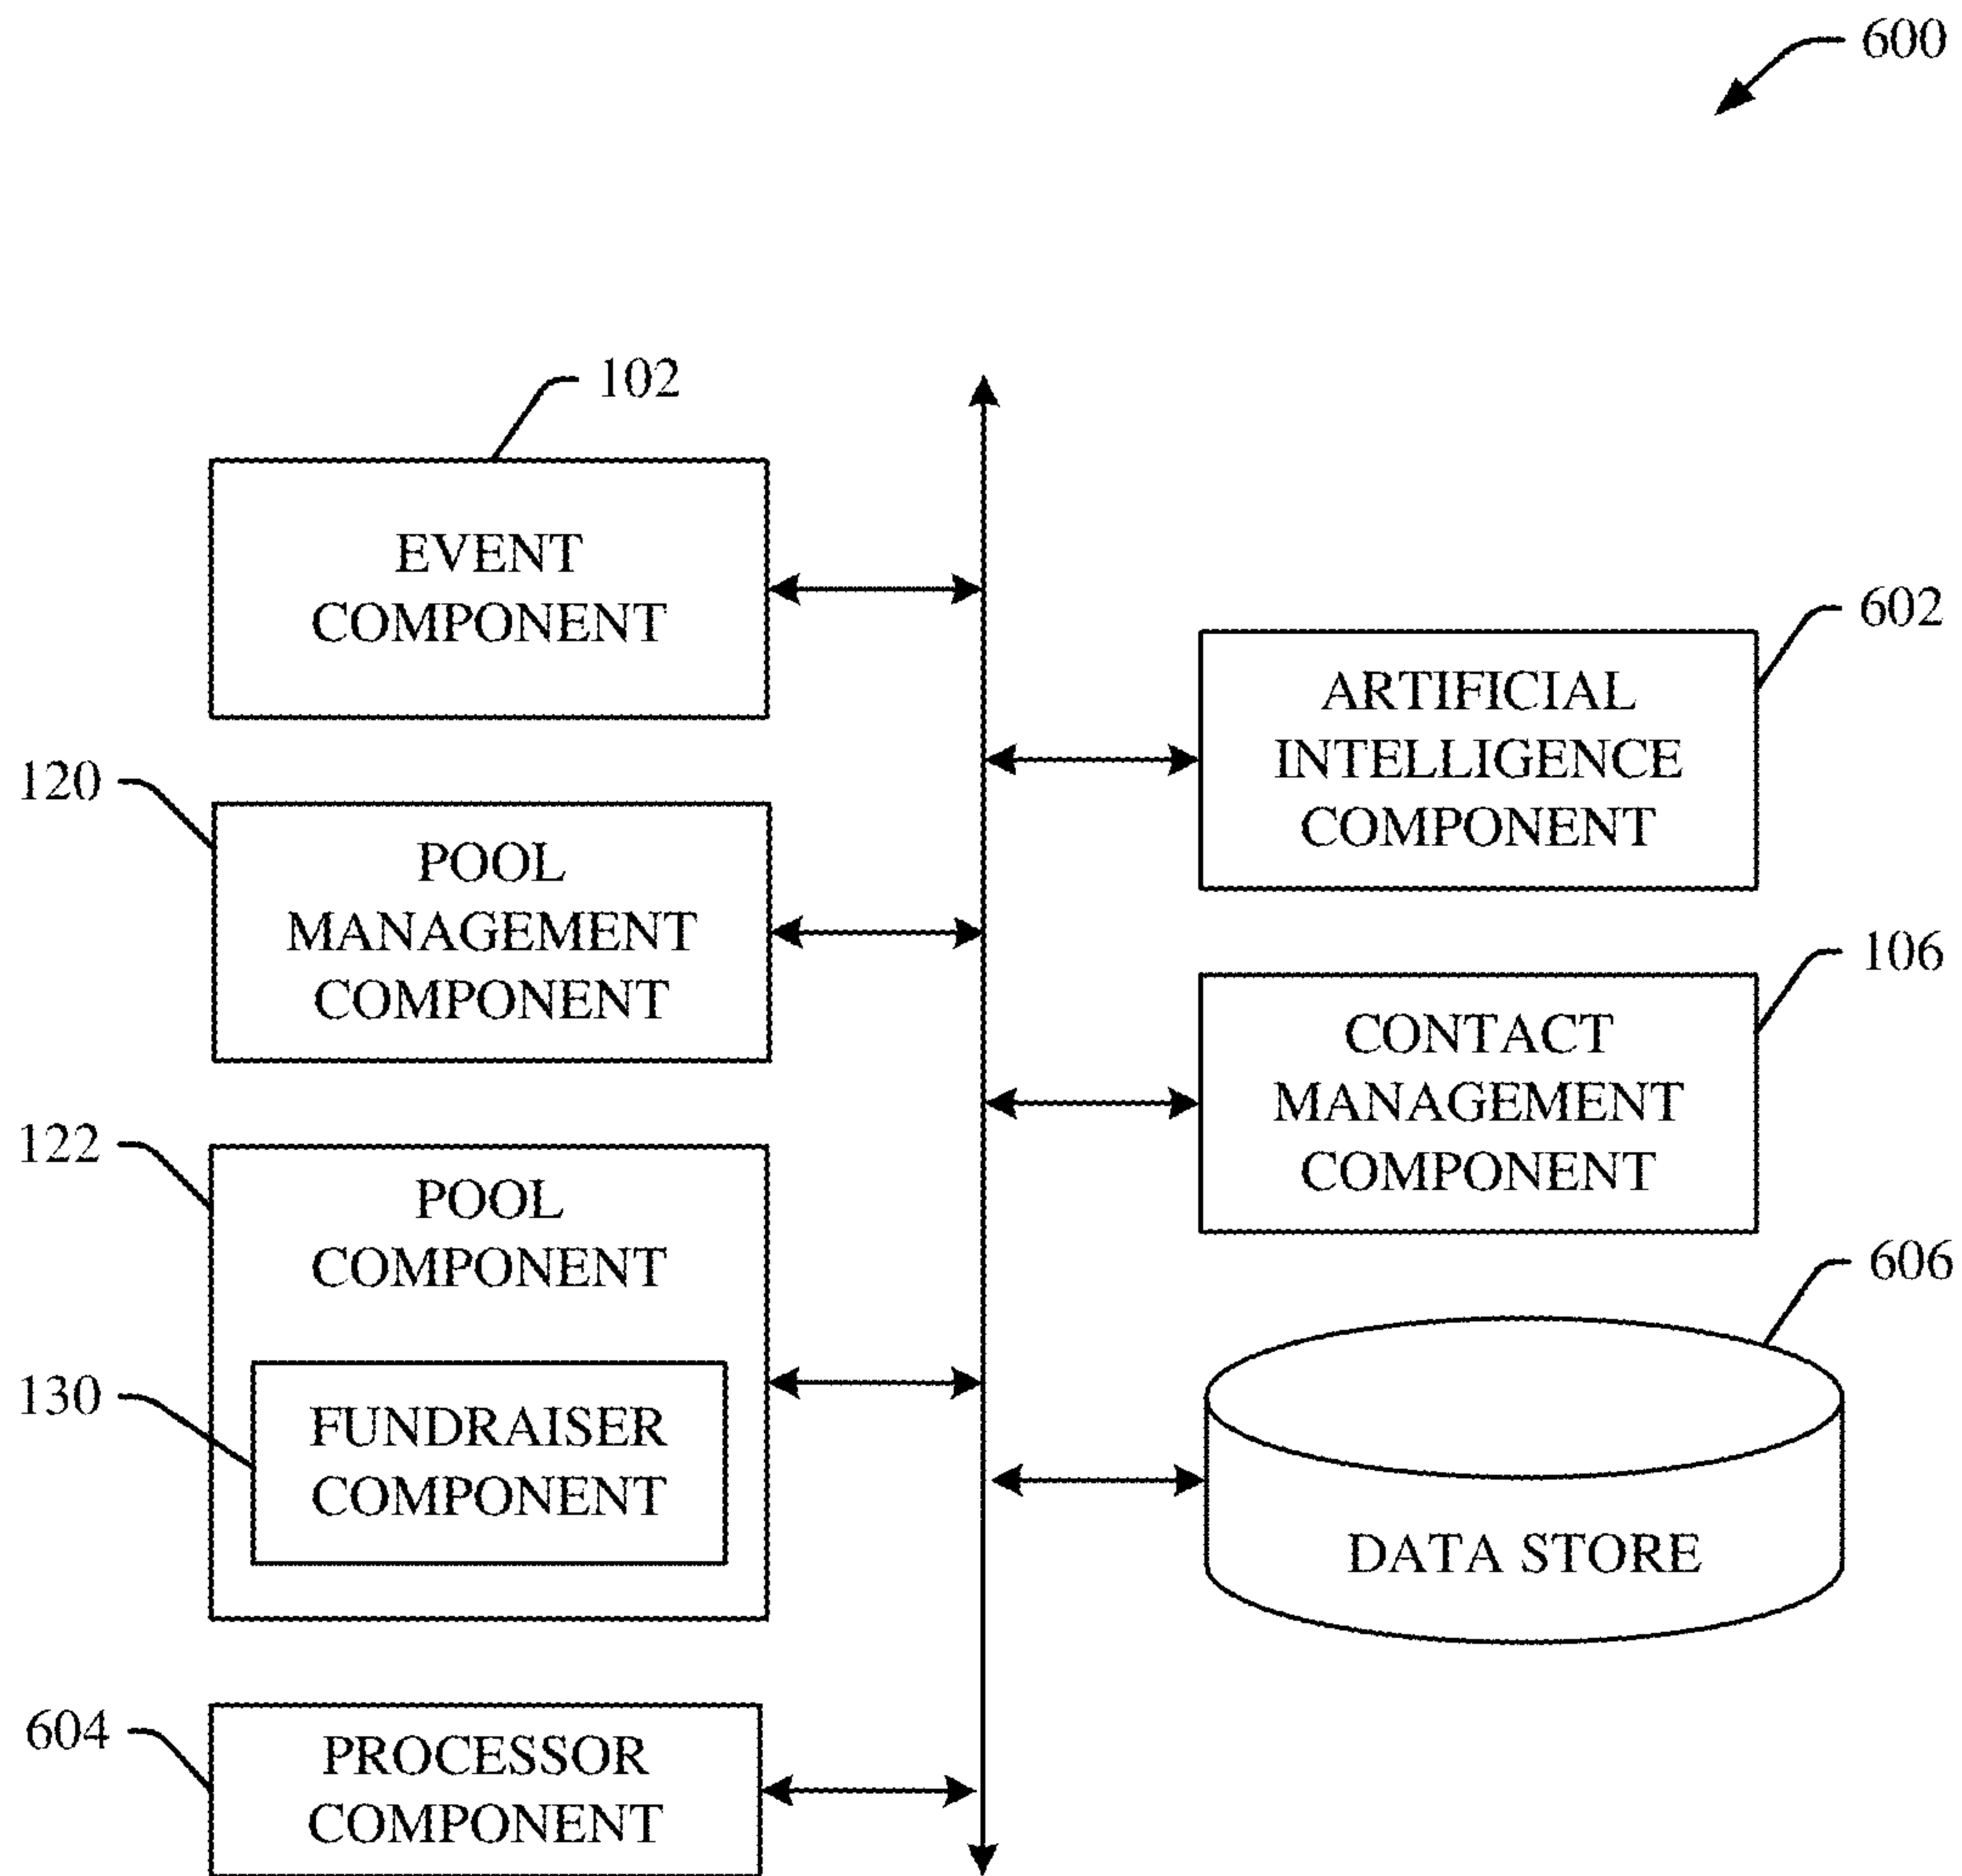 600
102
EVENT
COMPONENT
602
ARTIFICIAL
INTELLIGENCE
COMPONENT
120
POOL
MANAGEMENT
COMPONENT
106
CONTACT
MANAGEMENT
COMPONENT
122
POOL
COMPONENT
130
FUNDRAISER
COMPONENT
606
DATA STORE
604
PROCESSOR
COMPONENT